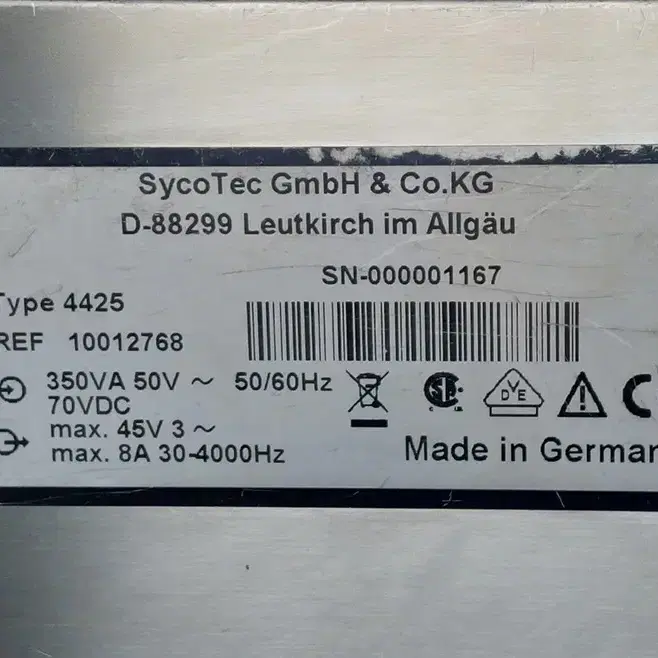 SycoTec GmbH & Co.KG
D-88299 Leutkirch im Allgäu
SN-000001167
Type 4425
REF 10012768
350VA 50V ~ 50/60Hz
70VDC
max. 45V 3 ~
max. 8A 30-4000Hz
DVE
Made in German